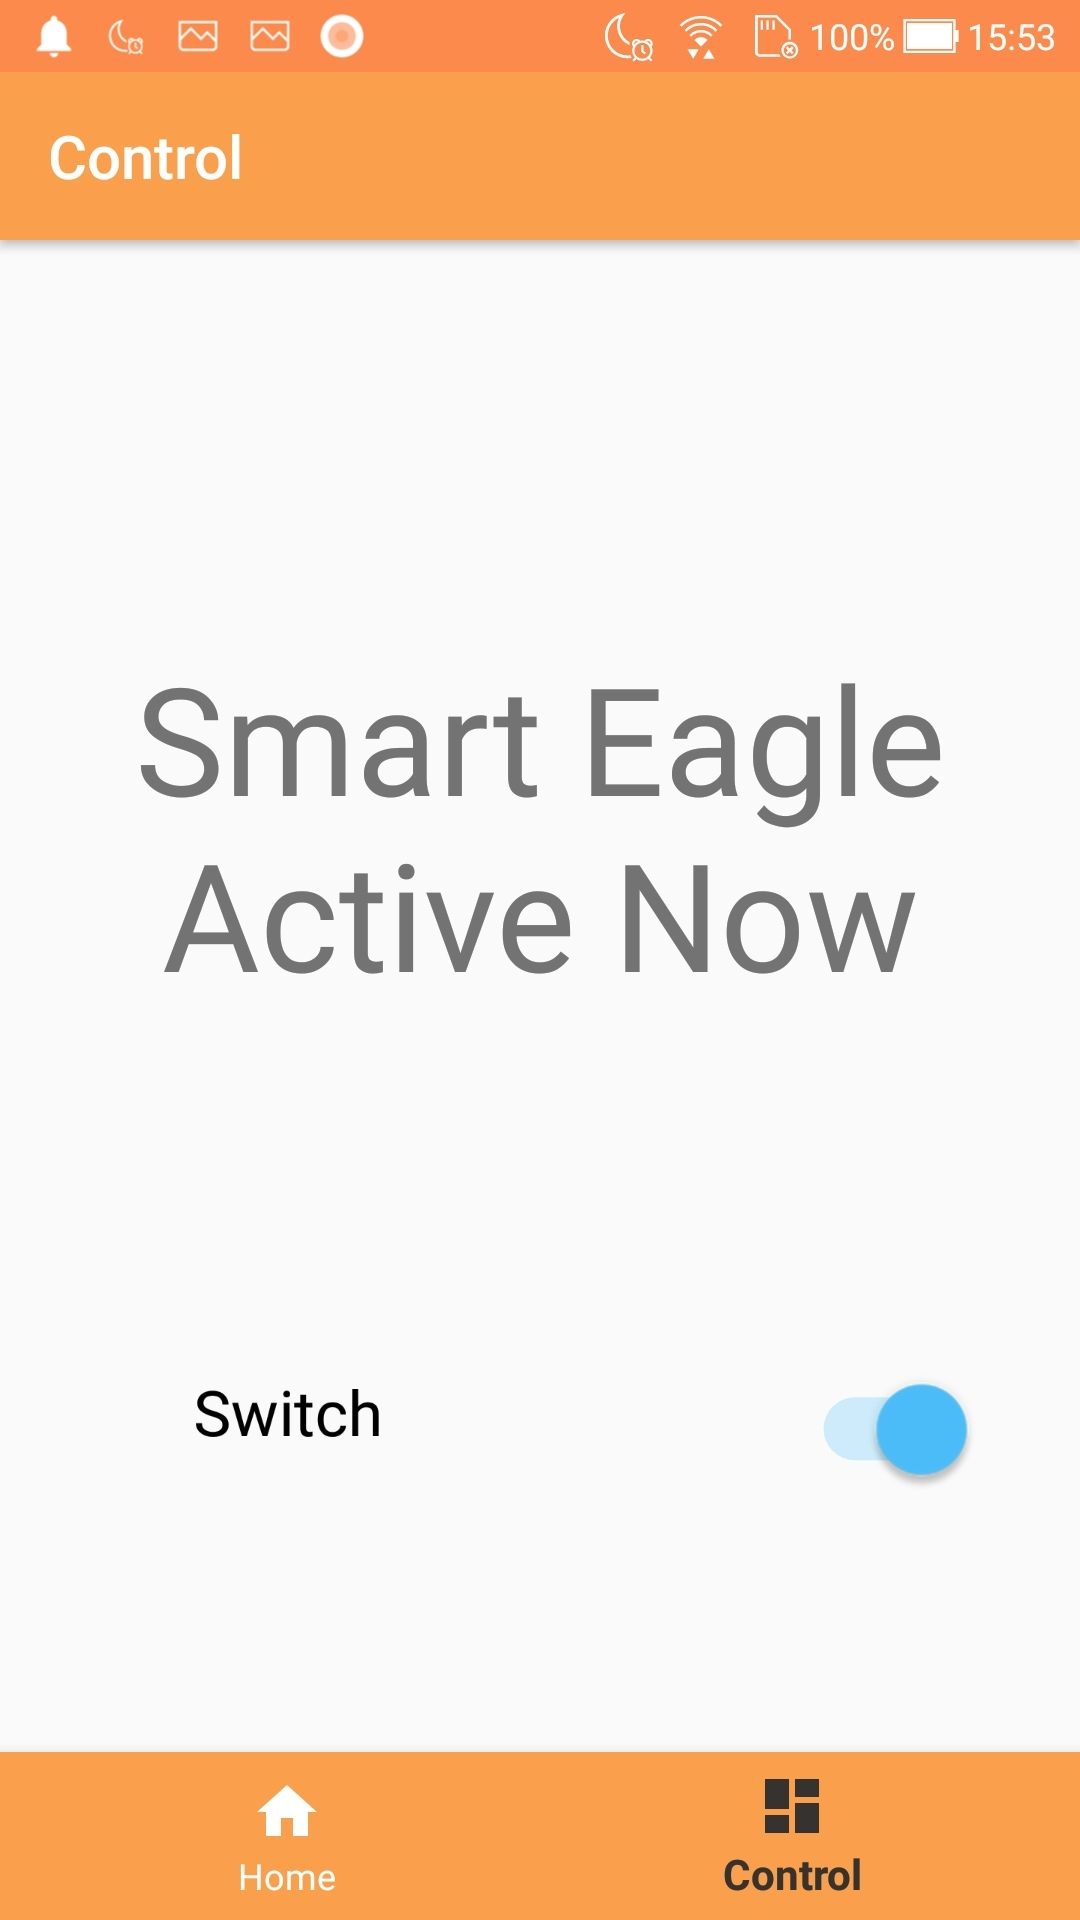 100% 15:53
Control
Smart Eagle
Active Now
Switch
Home Control